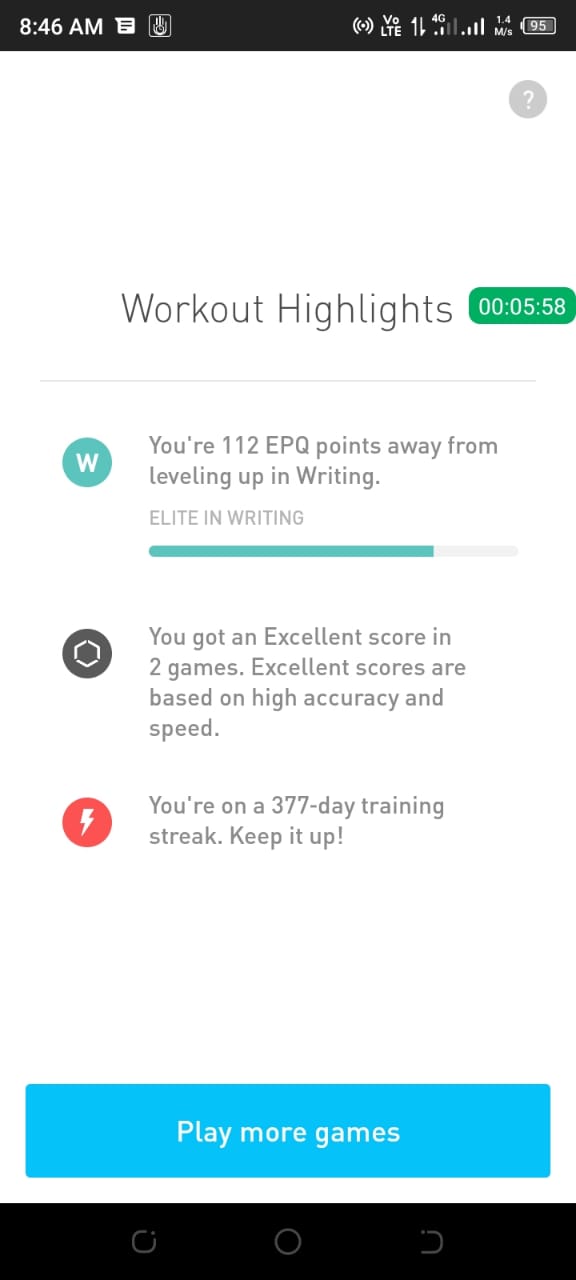 8:46 AM
Vo
LTE
4G
1.4
M/s
95
?
Workout Highlights
00:05:58
W
You're 112 EPQ points away from
leveling up in Writing.
ELITE IN WRITING
You got an Excellent score in
2 games. Excellent scores are
based on high accuracy and
speed.
You're on a 377-day training
streak. Keep it up!
Play more games